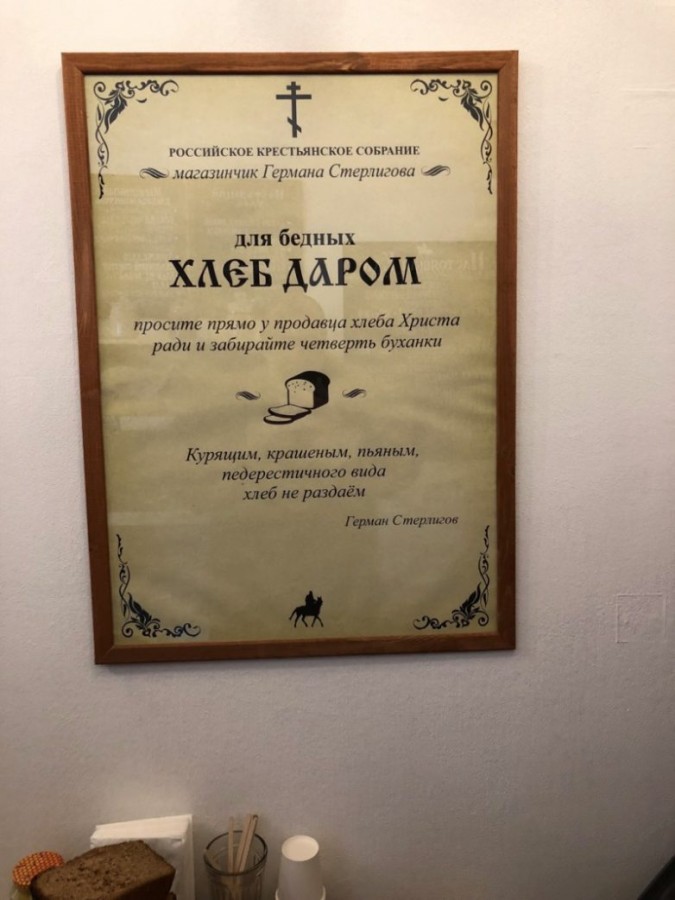 РОССИЙСКОЕ КРЕСТЬЯНСКОЕ СОБРАНИЕ
магазинчик Германа Стерлигова
для бедных
ХЛЕБ ДАРОМ
просите прямо у продавца хлеба Христа
ради и забирайте четверть буханки
Курящим, крашеным, пьяным,
педерестичного вида
хлеб не раздаём
Герман Стерлигов